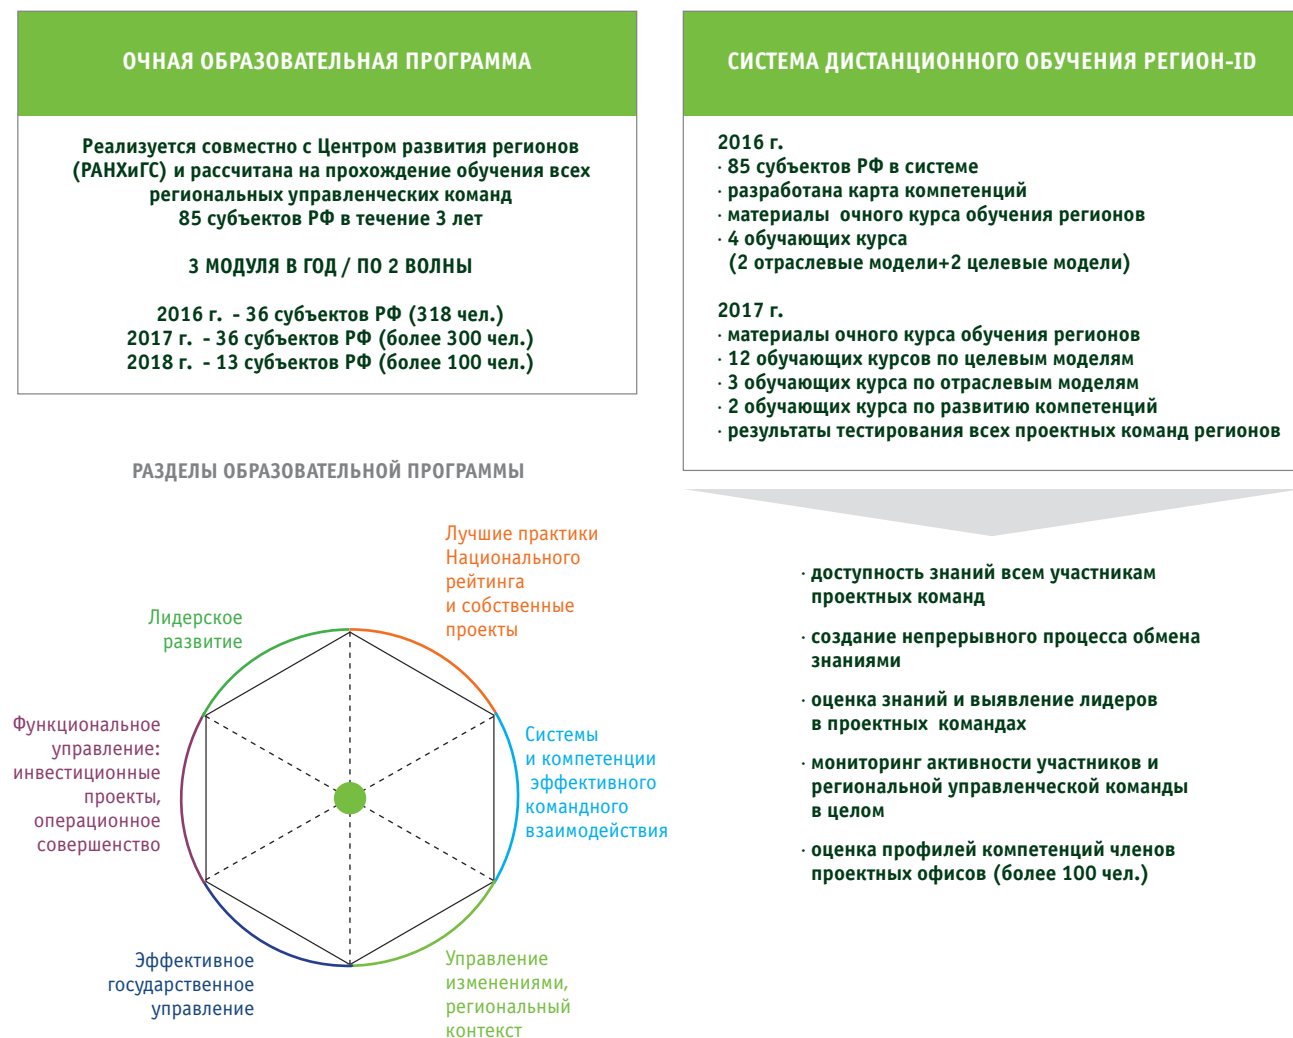 ОЧНАЯ ОБРАЗОВАТЕЛЬНАЯ ПРОГРАММА
Реализуется совместно с Центром развития регионов
(РАНХиГС) и рассчитана на прохождение обучения всех
региональных управленческих команд
85 субъектов РФ в течение 3 лет
3 МОДУЛЯ В ГОД / ПО 2 ВОЛНЫ
2016 г. - 36 субъектов РФ (318 чел.)
2017 г. - 36 субъектов РФ (более 300 чел.)
2018 г. - 13 субъектов РФ (более 100 чел.)
СИСТЕМА ДИСТАНЦИОННОГО ОБУЧЕНИЯ РЕГИОН-ID
2016 г.
· 85 субъектов РФ в системе
· разработана карта компетенций
· материалы очного курса обучения регионов
· 4 обучающих курса
(2 отраслевые модели+2 целевые модели)
2017 г.
· материалы очного курса обучения регионов
· 12 обучающих курсов по целевым моделям
· 3 обучающих курса по отраслевым моделям
· 2 обучающих курса по развитию компетенций
· результаты тестирования всех проектных команд регионов
РАЗДЕЛЫ ОБРАЗОВАТЕЛЬНОЙ ПРОГРАММЫ
Лучшие практики
Национального
рейтинга
и собственные
проекты
Лидерское
развитие
Функциональное
управление:
инвестиционные
проекты,
операционное
совершенство
Системы
и компетенции
эффективного
командного
взаимодействия
Эффективное
государственное
управление
Управление
изменениями,
региональный
контекст
· доступность знаний всем участникам
проектных команд
· создание непрерывного процесса обмена
знаниями
· оценка знаний и выявление лидеров
в проектных командах
· мониторинг активности участников и
региональной управленческой команды
в целом
· оценка профилей компетенций членов
проектных офисов (более 100 чел.)